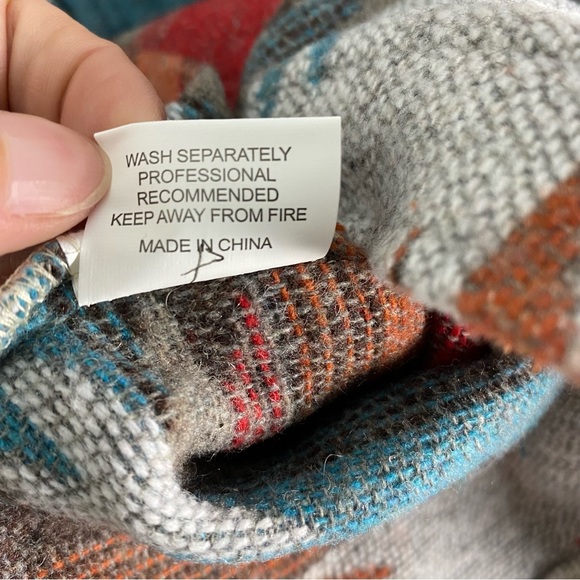 WASH SEPARATELY
PROFESSIONAL
RECOMMENDED
KEEP AWAY FROM FIRE
MADE IN CHINA